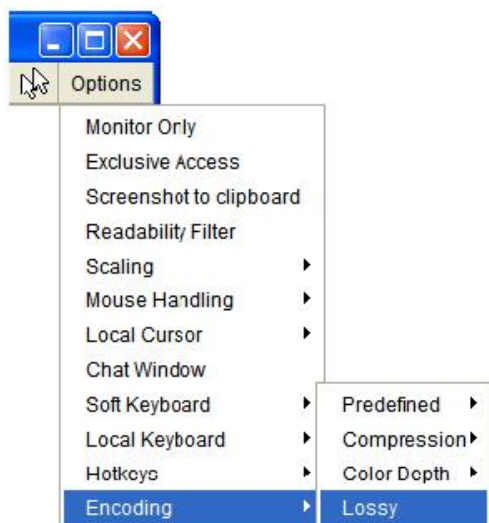 Options
Monitor Only
Exclusive Access
Screenshot to clipboard
Readability Filter
Scaling
Mouse Handling
Local Cursor
Chat Window
Soft Keyboard
Local Keyboard
Hotkeys
Encoding
Predefined
Compression
Color Depth
Lossy